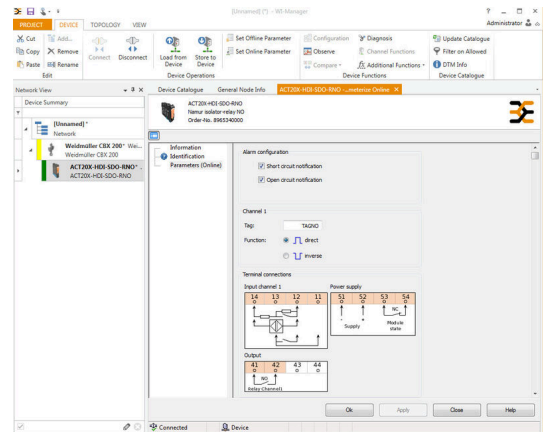 [Unnamed] (*) - WI-Manager
PROJECT DEVICE TOPOLOGY VIEW Administrator
Cut Add... Set Offline Parameter Configuration Diagnosis Update Catalogue
Copy Remove Connect Disconnect Load from Device Store to Device Set Online Parameter Observe Channel Functions Filter on Allowed
Paste Rename Compare Additional Functions DTM Info
Edit Device Operations Device Functions Device Catalogue
Network View Device Catalogue General Node Info ACT20X-HDI-SDO-RNO -...meterize Online
Device Summary
[Unnamed]*
Network
Weidmüller CBX 200* Wei...
Weidmüller CBX 200
ACT20X-HDI-SDO-RNO*
ACT20X-HDI-SDO-RNO
ACT20X-HDI-SDO-RNO
Namur isolator-relay NO
Order-No. 8965340000
Information
Identification
Parameters (Online)
Alarm configuration
Short circuit notification
Open circuit notification
Channel 1
Tag: TAGNO
Function: direct
inverse
Terminal connections
Input channel 1 Power supply
14 13 12 11 51 52 53 54
NC
Supply Module state
Output
41 42 43 44
NO
Relay Channel1
Ok Apply Close Help
Connected Device